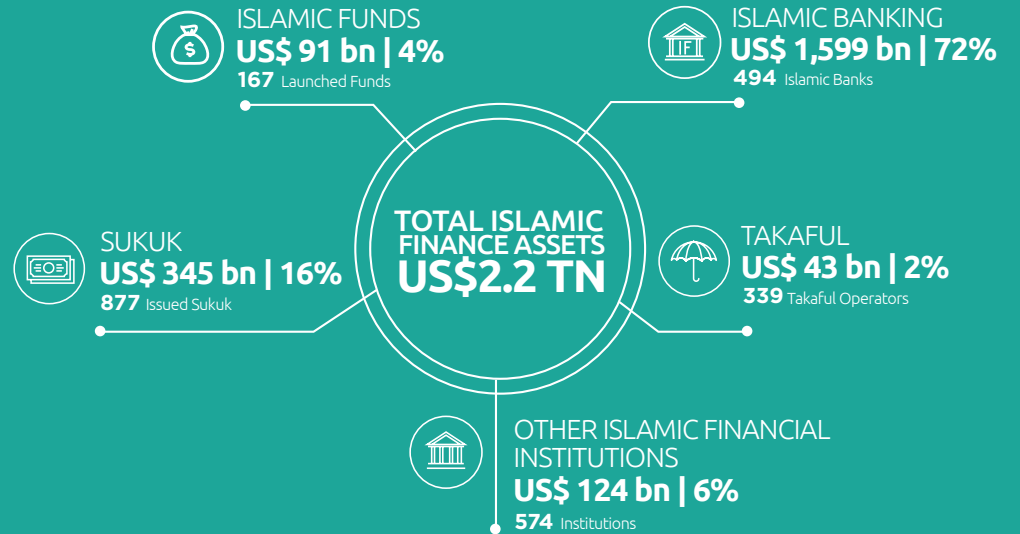 ISLAMIC FUNDS
US$ 91 bn | 4%
167 Launched Funds
ISLAMIC BANKING
US$ 1,599 bn | 72%
494 Islamic Banks
IF
TOTAL ISLAMIC
FINANCE ASSETS
US$2.2 TN
SUKUK
US$ 345 bn | 16%
877 Issued Sukuk
TAKAFUL
US$ 43 bn | 2%
339 Takaful Operators
OTHER ISLAMIC FINANCIAL
INSTITUTIONS
US$ 124 bn | 6%
574 Institutions
$